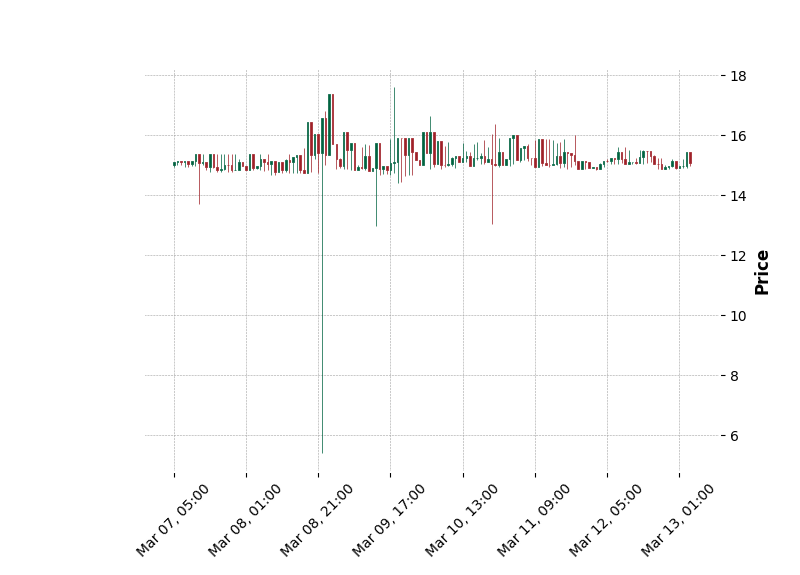 18
16
14
12
10
8
6
Price
Mar 07, 05:00
Mar 08, 01:00
Mar 08, 21:00
Mar 09, 17:00
Mar 10, 13:00
Mar 11, 09:00
Mar 12, 05:00
Mar 13, 01:00